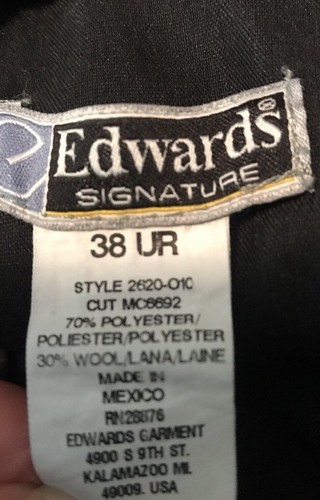 Edwards®
SIGNATURE
38 UR
STYLE 2620-010
CUT MC6692
70% POLYESTER/
POLIESTER/POLYESTER
30% WOOL/LANA/LAINE
MADE IN
MEXICO
RN28876
EDWARDS GARMENT
4900 S 9TH ST.
KALAMAZOO MI.
49009. USA